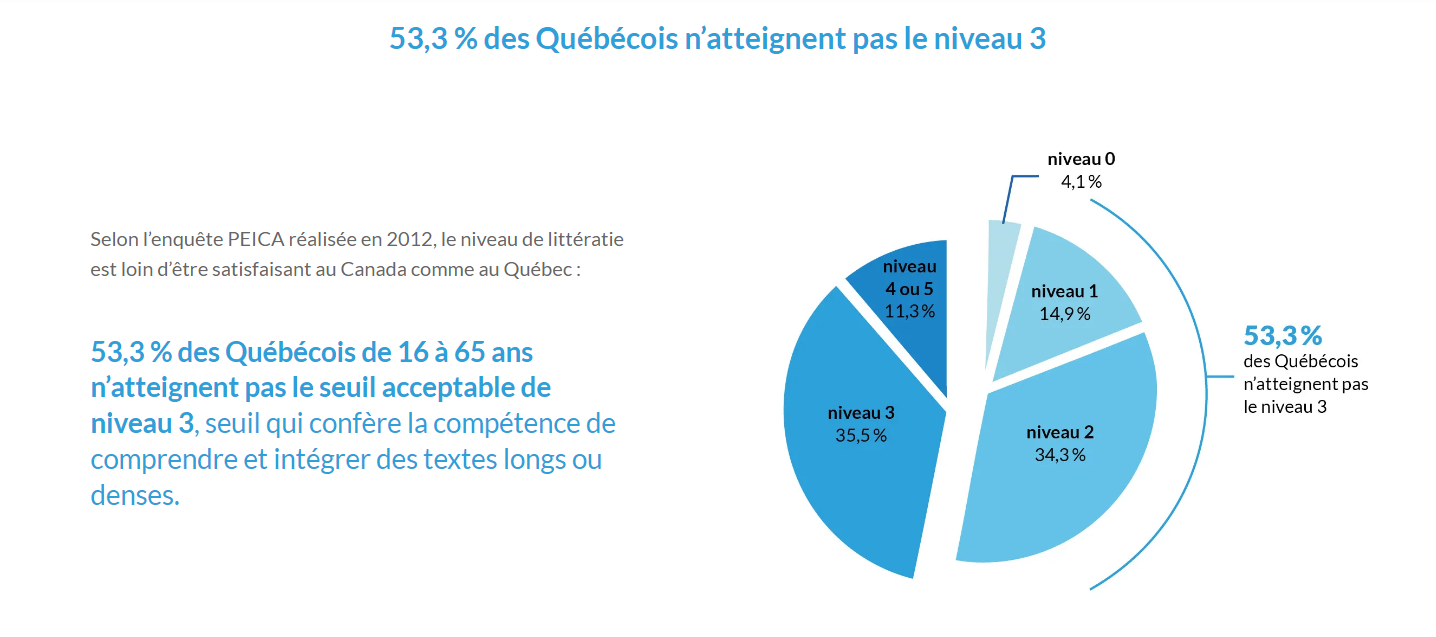 53,3 % des Québécois n’atteignent pas le niveau 3
Selon l’enquête PEICA réalisée en 2012, le niveau de littératie
est loin d’être satisfaisant au Canada comme au Québec :
53,3 % des Québécois de 16 à 65 ans
n’atteignent pas le seuil acceptable de
niveau 3, seuil qui confère la compétence de
comprendre et intégrer des textes longs ou
denses.
niveau 0
4,1 %
niveau 1
14,9 %
niveau 2
34,3 %
niveau 3
35,5 %
niveau
4 ou 5
11,3 %
53,3 %
des Québécois
n’atteignent pas
le niveau 3